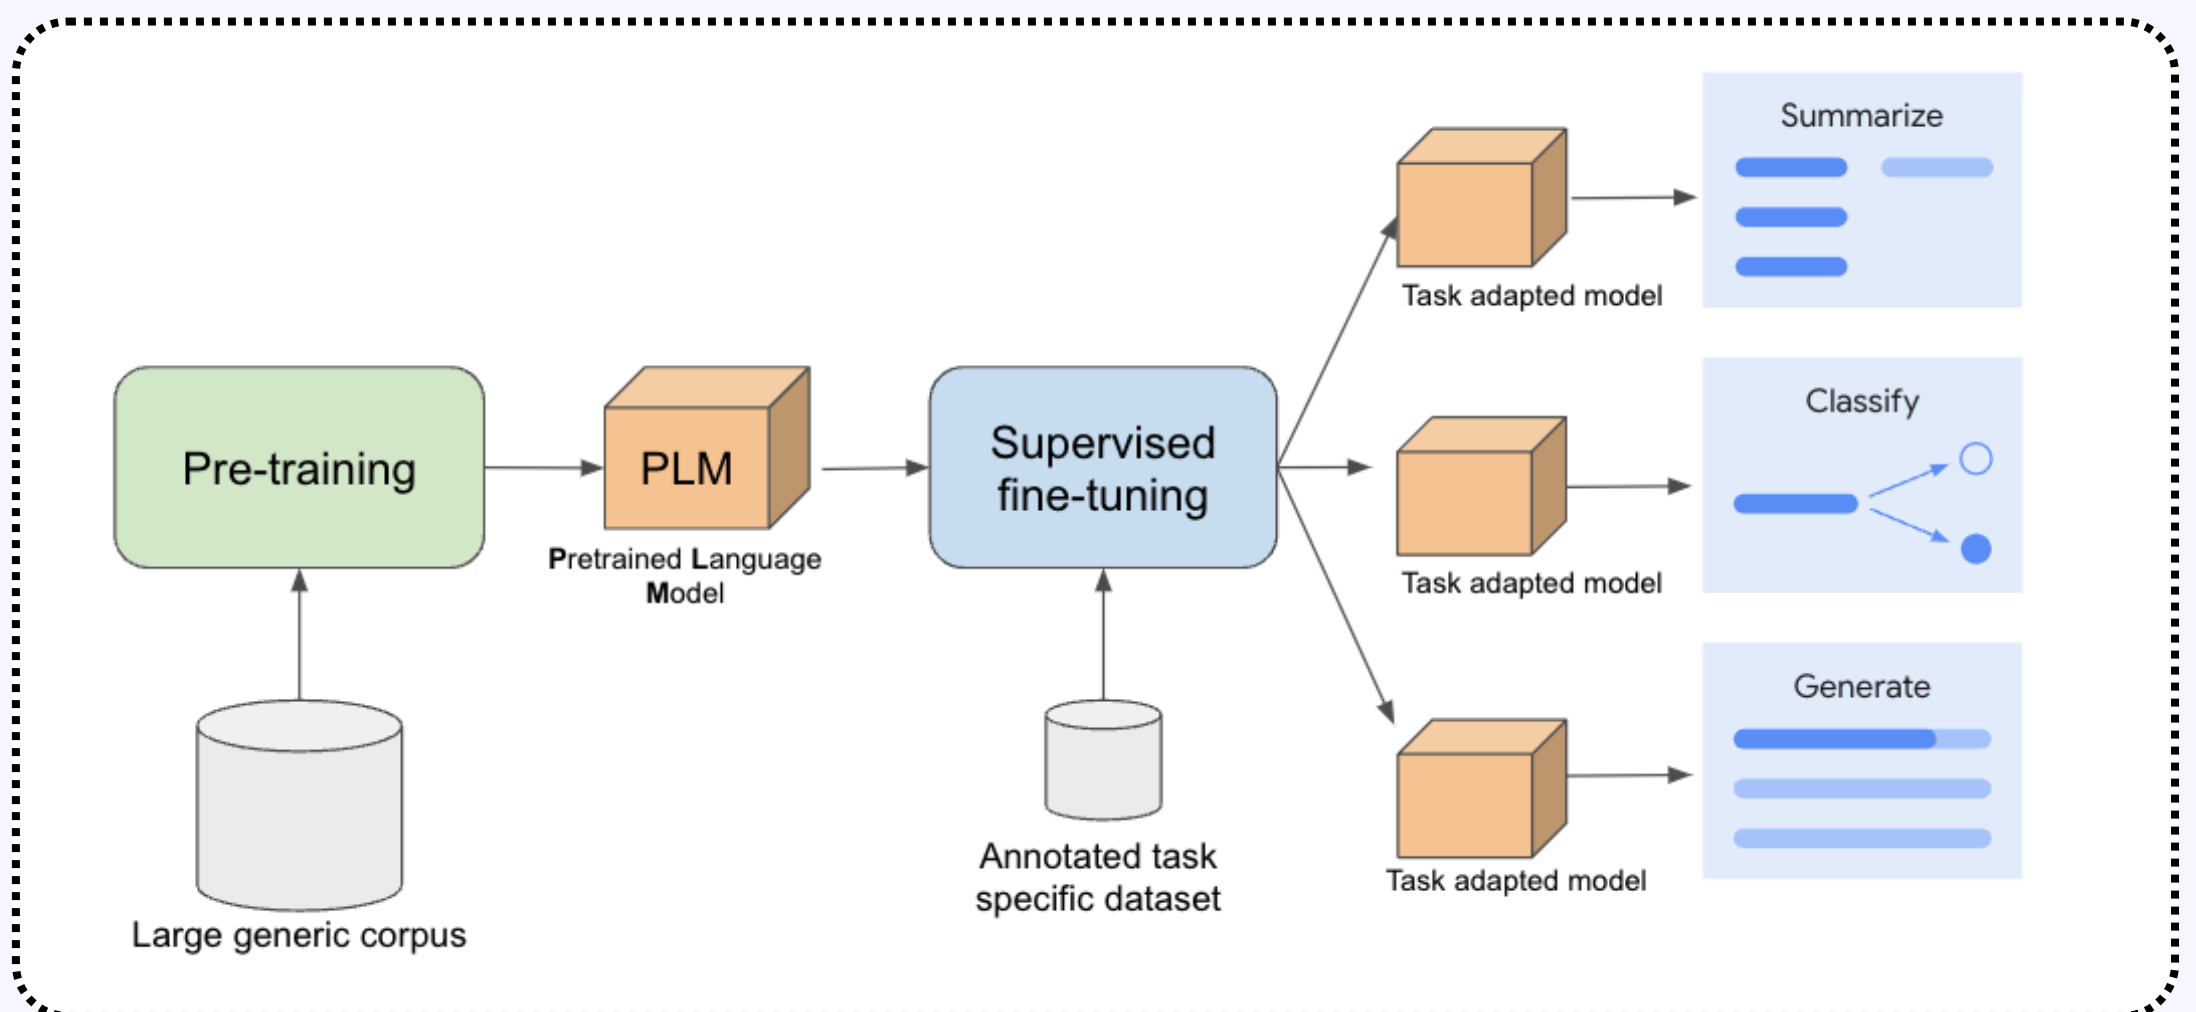 Pre-training
Large generic corpus
PLM
Pretrained Language
Model
Supervised
fine-tuning
Annotated task
specific dataset
Task adapted model
Summarize
Task adapted model
Classify
Task adapted model
Generate